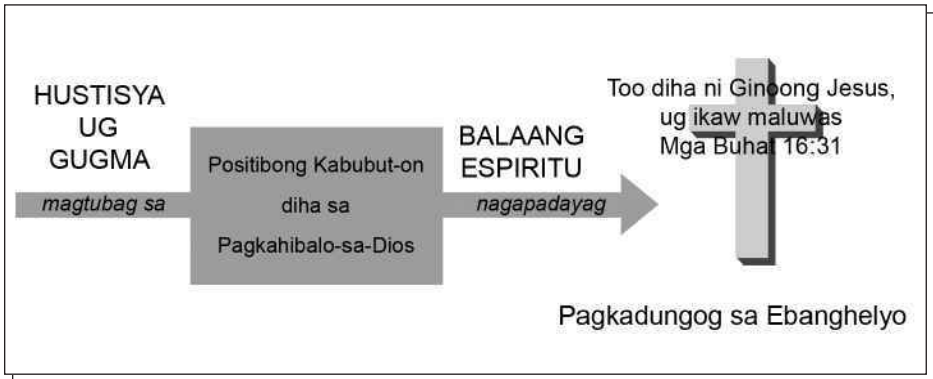 HUSTISYA
UG
GUGMA
magtubag sa
Positibong Kabubut-on
diha sa
Pagkahibalo-sa-Dios
BALAANG
ESPIRITU
nagapadayag
Too diha ni Ginoong Jesus,
ug ikaw maluwas
Mga Buhat 16:31
Pagkadungog sa Ebanghelyo